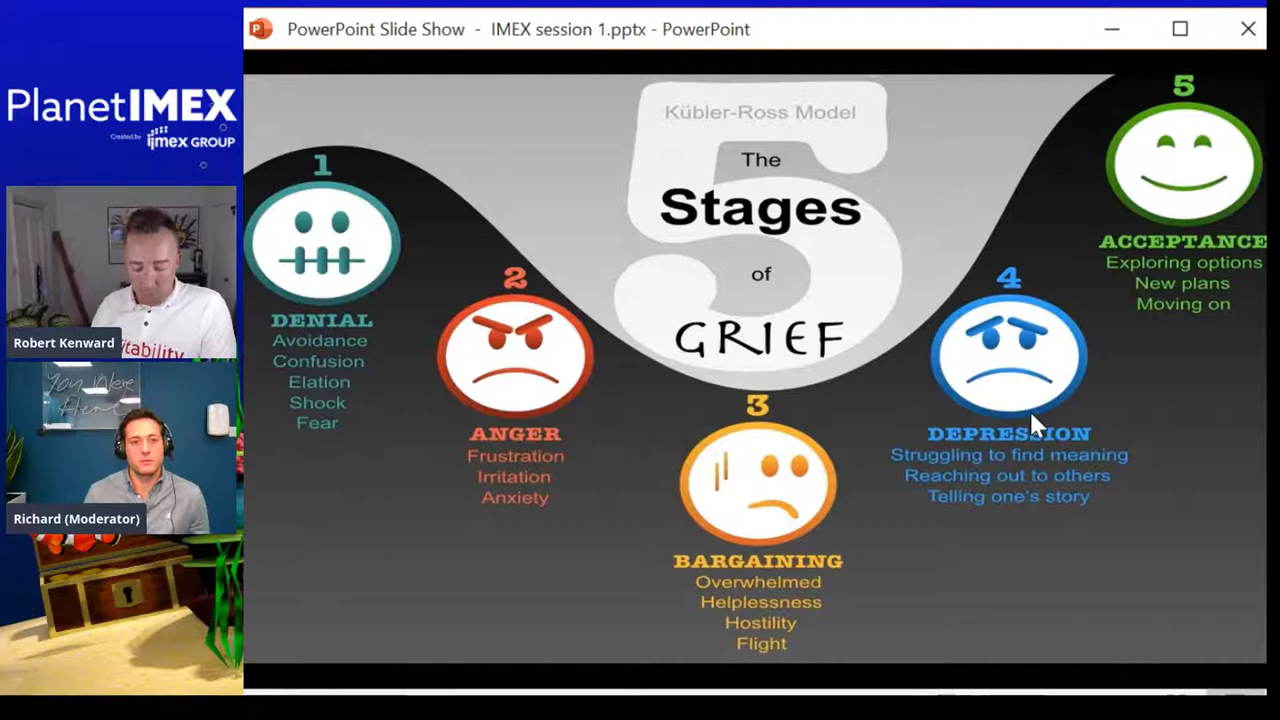 PowerPoint Slide Show - IMEX session 1.pptx - PowerPoint
PlanetIMEX
Created by imex GROUP
Robert Kenward
You Were
Here
Richard (Moderator)
Kübler-Ross Model
5
The
Stages
of
GRIEF
1
DENIAL
Avoidance
Confusion
Elation
Shock
Fear
2
ANGER
Frustration
Irritation
Anxiety
3
BARGAINING
Overwhelmed
Helplessness
Hostility
Flight
4
DEPRESSION
Struggling to find meaning
Reaching out to others
Telling one's story
5
ACCEPTANCE
Exploring options
New plans
Moving on